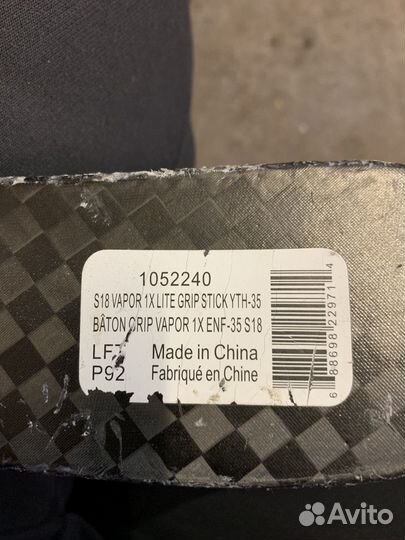 1052240
S18 VAPOR 1X LITE GRIP STICK YTH-35
BÂTON GRIP VAPOR 1X ENF-35 S18
Made in China
P92 Fabriqué en Chine
6 88698 22971 4
Avito